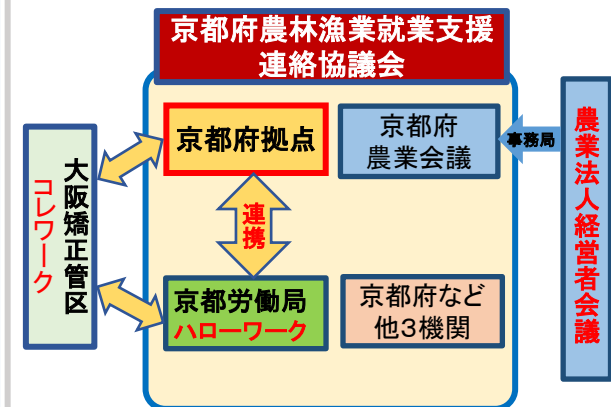 京都府農林漁業就業支援
連絡協議会
京都府拠点
京都府
農業会議
事務局
農業法人経営者会議
大阪矯正管区
コレワーク
連携
京都労働局
ハローワーク
京都府など
他3機関